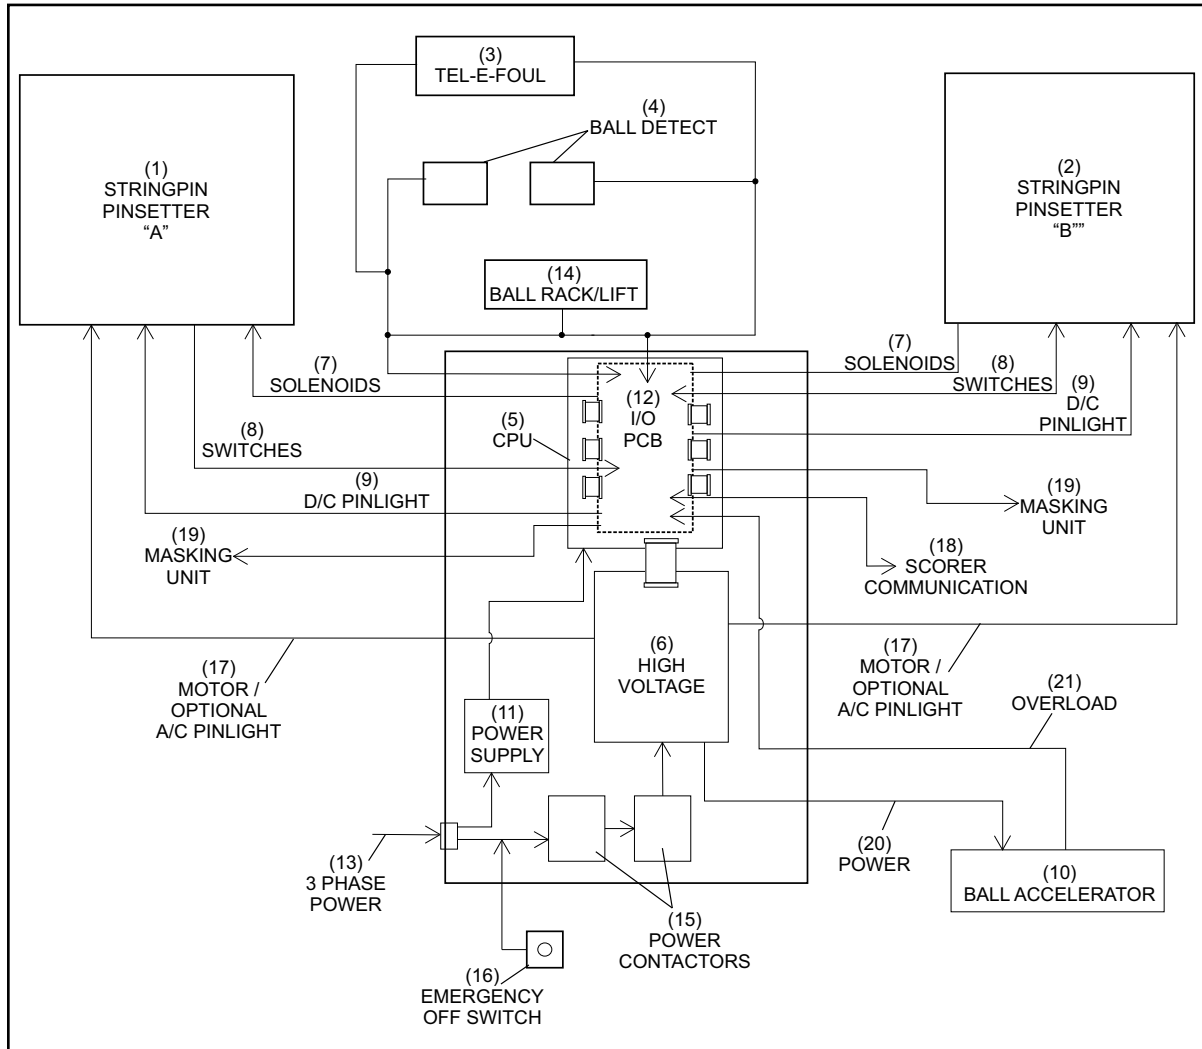 (3)
TEL-E-FOUL
(4)
BALL DETECT
(1)
STRINGPIN
PINSETTER
“A”
(2)
STRINGPIN
PINSETTER
“B””
(14)
BALL RACK/LIFT
(7)
SOLENOIDS
(7)
SOLENOIDS
(8)
SWITCHES
(9)
D/C
PINLIGHT
(12)
I/O
PCB
(5)
CPU
(8)
SWITCHES
(9)
D/C PINLIGHT
(19)
MASKING
UNIT
(19)
MASKING
UNIT
(18)
SCORER
COMMUNICATION
(6)
HIGH
VOLTAGE
(17)
MOTOR /
OPTIONAL
A/C PINLIGHT
(17)
MOTOR /
OPTIONAL
A/C PINLIGHT
(21)
OVERLOAD
(11)
POWER
SUPPLY
(13)
3 PHASE
POWER
(20)
POWER
(10)
BALL ACCELERATOR
(15)
POWER
CONTACTORS
(16)
EMERGENCY
OFF SWITCH